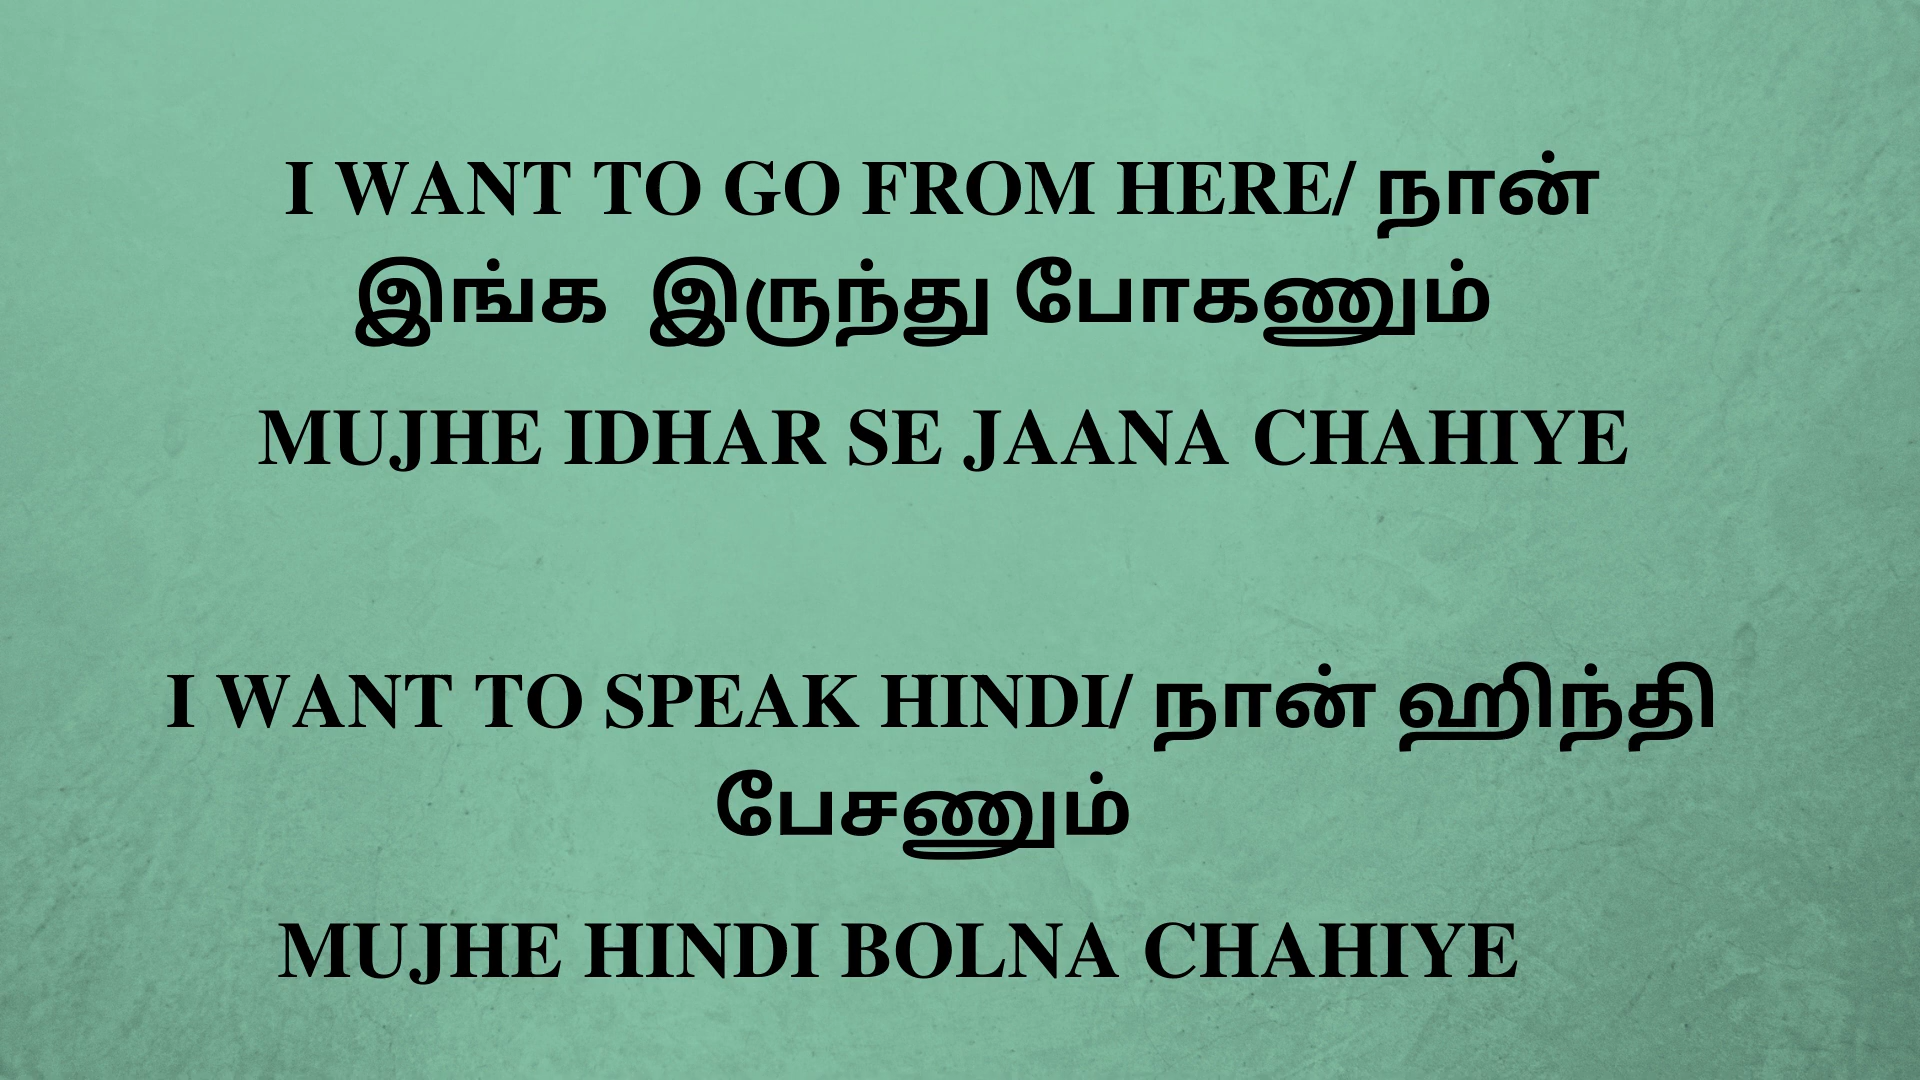 I WANT TO GO FROM HERE/ நான்
இங்க இருந்து போகணும்
MUJHE IDHAR SE JAANA CHAHIYE
I WANT TO SPEAK HINDI/ நான் ஹிந்தி
பேசணும்
MUJHE HINDI BOLNA CHAHIYE